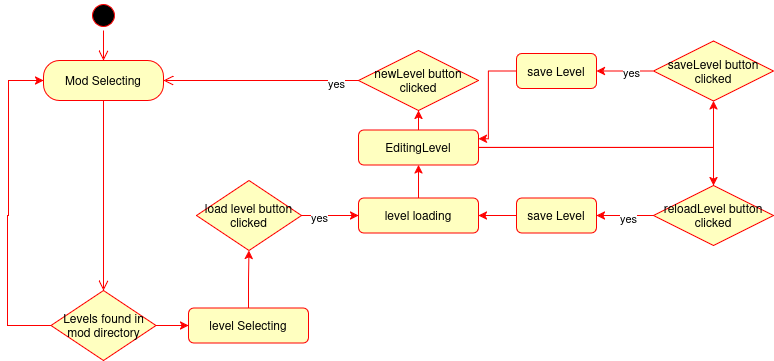 Mod Selecting
newLevel button
clicked
yes
save Level
yes
saveLevel button
clicked
EditingLevel
load level button
clicked
yes
level loading
save Level
yes
reloadLevel button
clicked
Levels found in
mod directory
level Selecting